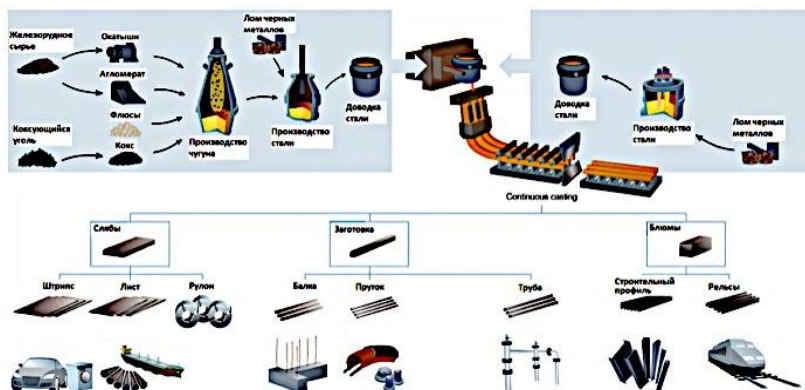 Железорудное
сырье
Окатыши
Агломерат
Флюсы
Коксующийся
уголь
Кокс
Производство
чугуна
Лом черных
металлов
Производство
стали
Доводка
стали
Доводка
стали
Производство
стали
Лом черных
металлов
Continuous casting
Слябы
Заготовка
Блюмы
Штрипс
Лист
Рулон
Балка
Пруток
Труба
Строительный
профиль
Рельсы